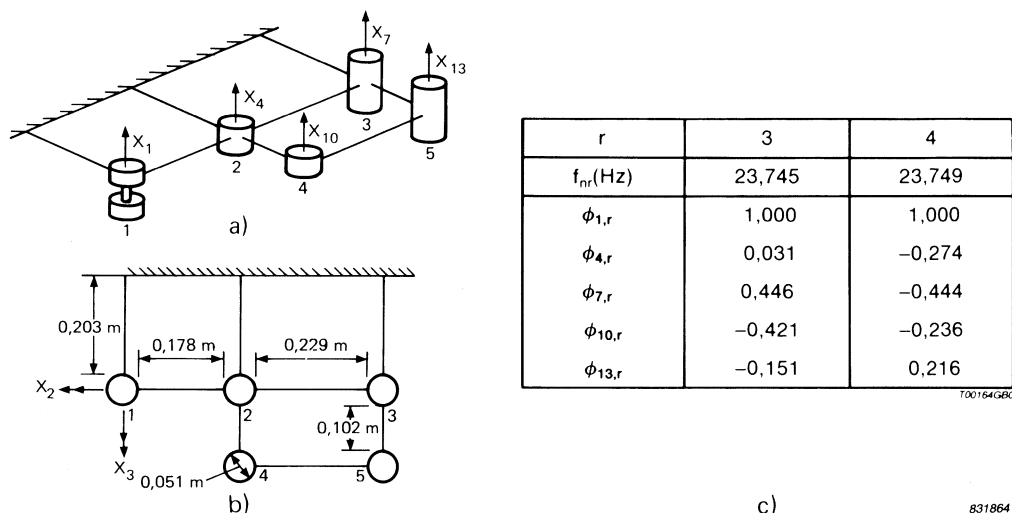 X₁
X₄
X₇
X₁₀
X₁₃
1
2
3
4
5
a)
0,203 m
0,178 m
0,229 m
X₂
1
2
3
0,102 m
X₃
0,051 m
4
5
b)
r 3 4
fₙᵣ(Hz) 23,745 23,749
ϕ₁,ᵣ 1,000 1,000
ϕ₄,ᵣ 0,031 −0,274
ϕ₇,ᵣ 0,446 −0,444
ϕ₁₀,ᵣ −0,421 −0,236
ϕ₁₃,ᵣ −0,151 0,216
T00164GB0
c)
831864